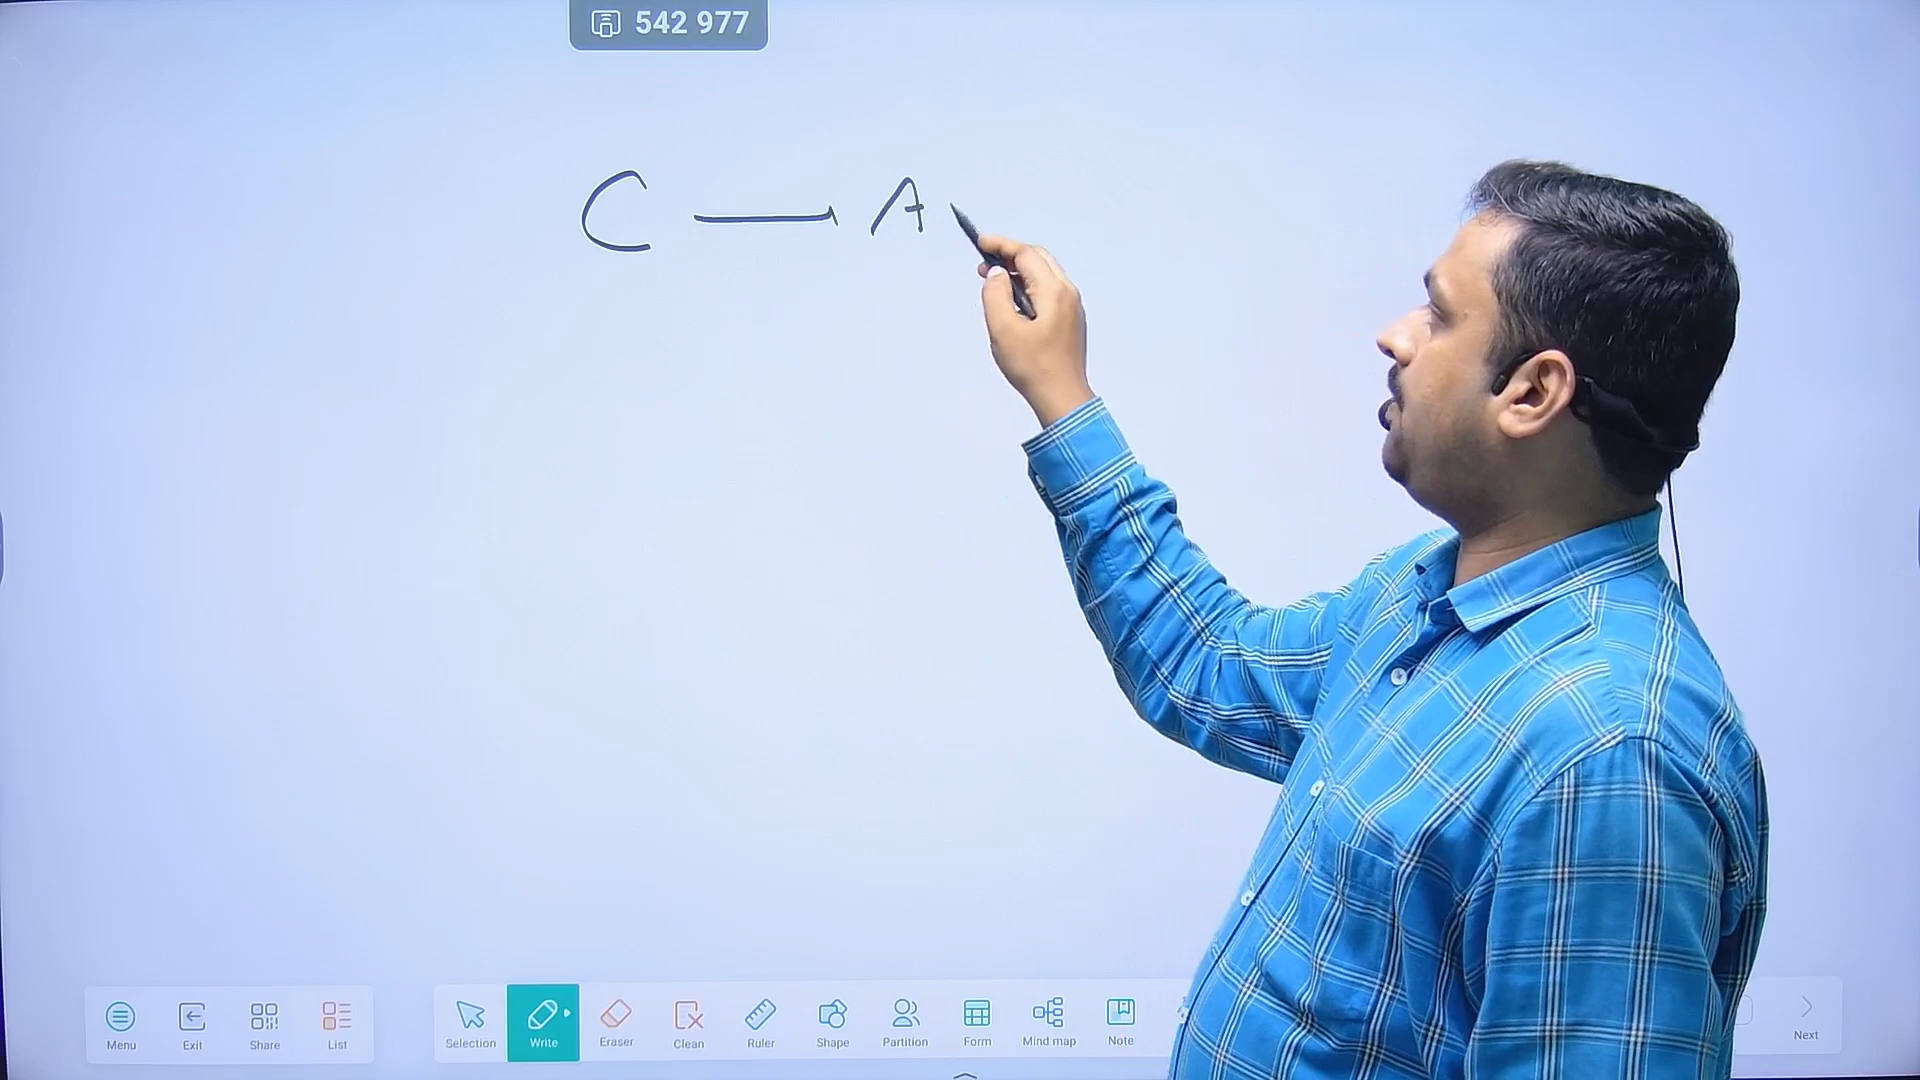 542 977
C → A
Menu Exit Share List Selection Write Eraser Clean Ruler Shape Partition Form Mind map Note Next